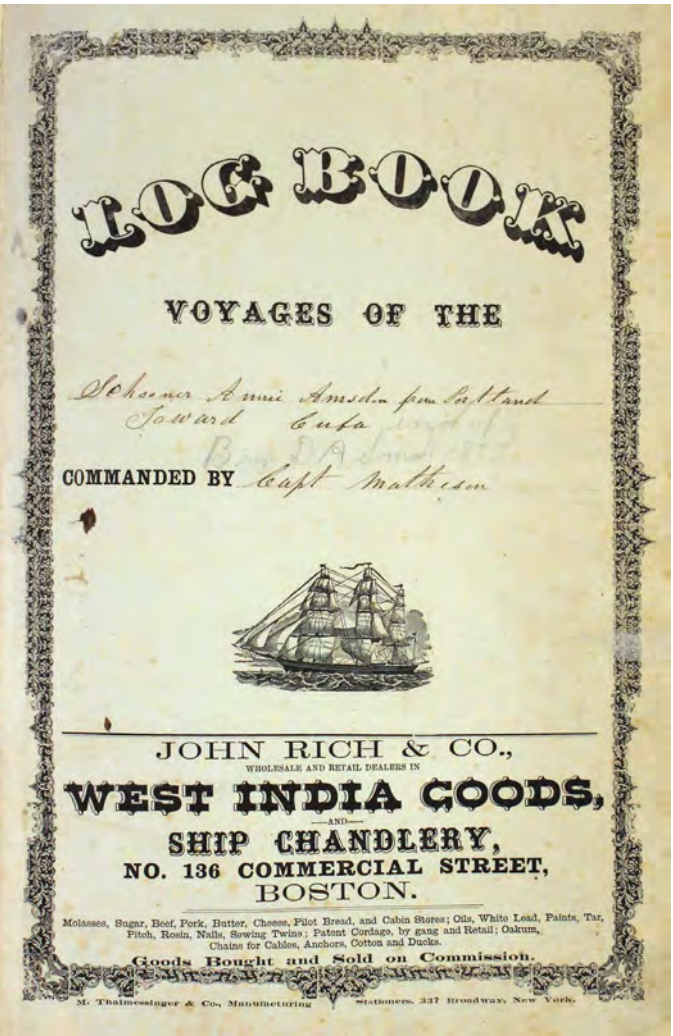 LOG BOOK
VOYAGES OF THE
Schooner Annie Amsden from Portland
Toward Cuba
COMMANDED BY Capt Matheson
JOHN RICH & CO.,
WHOLESALE AND RETAIL DEALERS IN
WEST INDIA GOODS,
—AND—
SHIP CHANDLERY,
NO. 136 COMMERCIAL STREET,
BOSTON.
Molasses, Sugar, Beef, Pork, Butter, Cheese, Pilot Bread, and Cabin Stores; Oils, White Lead, Paints, Tar,
Pitch, Rosin, Nails, Sewing Twine; Patent Cordage, by gang and Retail; Oakum,
Chains for Cables, Anchors, Cotton and Ducks.
Goods Bought and Sold on Commission.
M. Thalmessinger & Co., Manufacturing Stationers, 337 Broadway, New York.